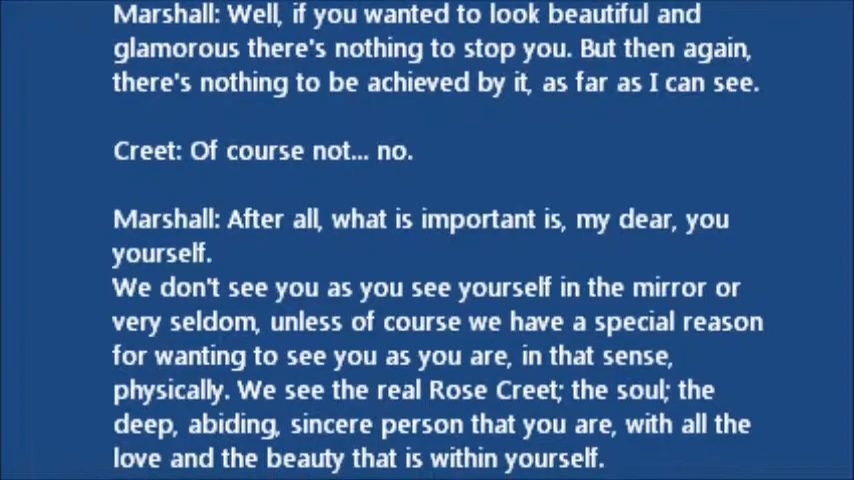 Marshall: Well, if you wanted to look beautiful and
glamorous there's nothing to stop you. But then again,
there's nothing to be achieved by it, as far as I can see.
Creet: Of course not... no.
Marshall: After all, what is important is, my dear, you
yourself.
We don't see you as you see yourself in the mirror or
very seldom, unless of course we have a special reason
for wanting to see you as you are, in that sense,
physically. We see the real Rose Creet; the soul; the
deep, abiding, sincere person that you are, with all the
love and the beauty that is within yourself.